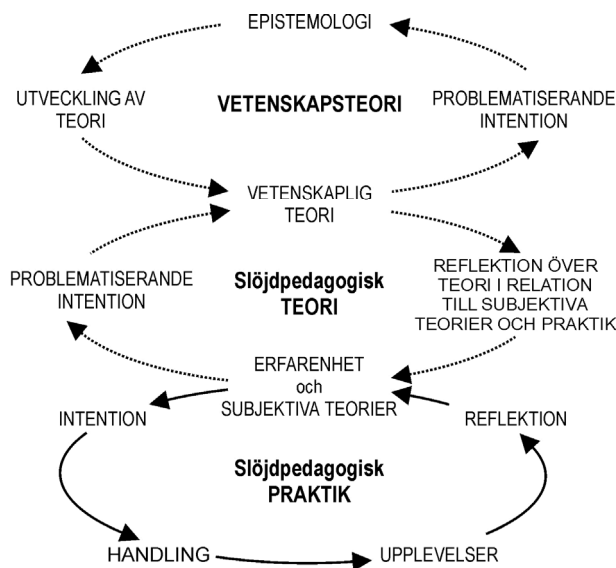 EPISTEMOLOGI
UTVECKLING AV
TEORI
VETENSKAPSTEORI
PROBLEMATISERANDE
INTENTION
VETENSKAPLIG
TEORI
PROBLEMATISERANDE
INTENTION
Slöjdpedagogisk
TEORI
REFLEKTION ÖVER
TEORI I RELATION
TILL SUBJEKTIVA
TEORIER OCH PRAKTIK
ERFARENHET
och
SUBJEKTIVA TEORIER
INTENTION
REFLEKTION
Slöjdpedagogisk
PRAKTIK
HANDLING
UPPLEVELSER